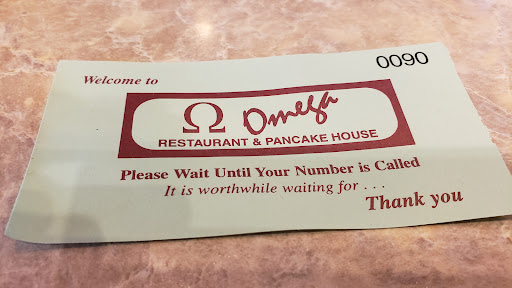 0090
Welcome to
Ω Omega
RESTAURANT & PANCAKE HOUSE
Please Wait Until Your Number is Called
It is worthwhile waiting for . . .
Thank you